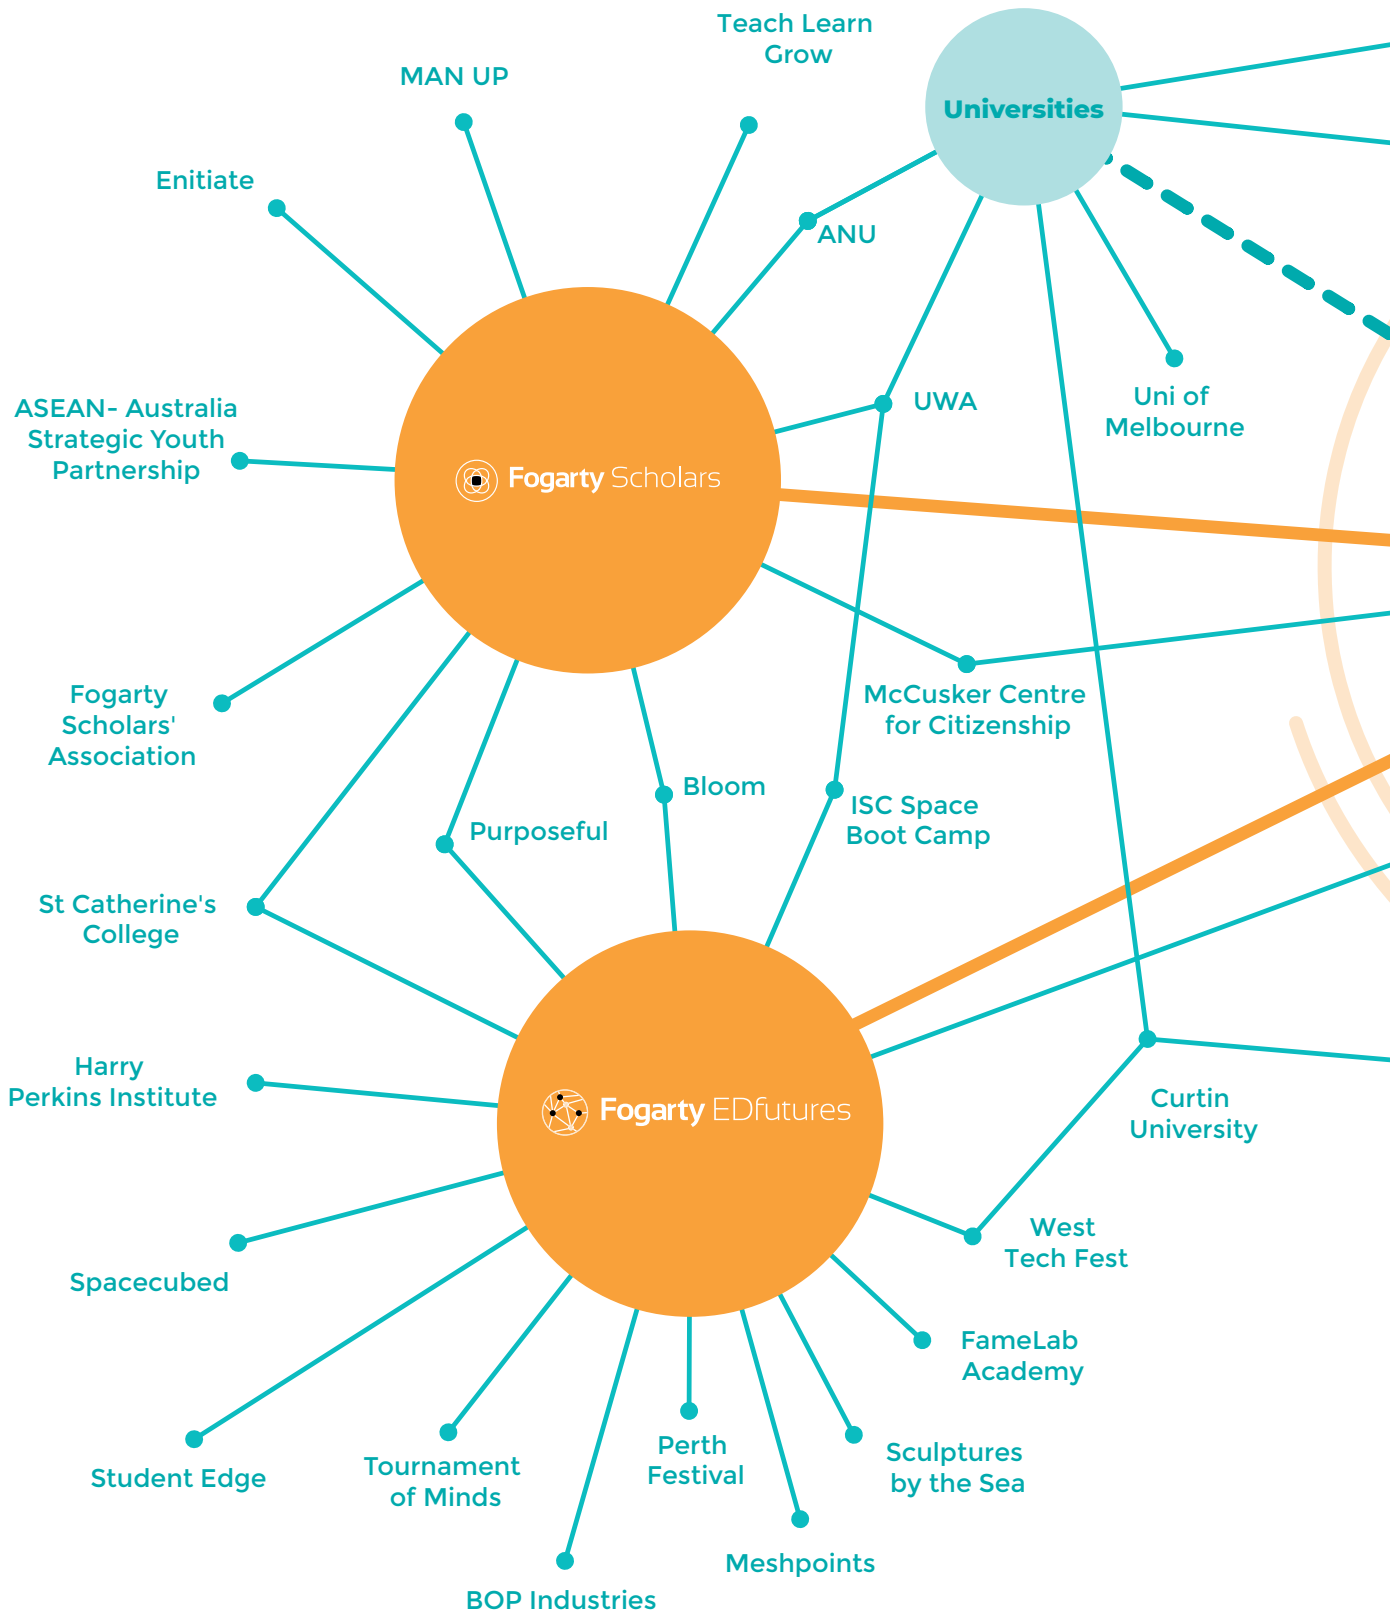 Teach Learn
Grow
MAN UP
Universities
Enitiate
ANU
ASEAN- Australia
Strategic Youth
Partnership
UWA
Uni of
Melbourne
Fogarty Scholars
Fogarty
Scholars'
Association
McCusker Centre
for Citizenship
Bloom
Purposeful
ISC Space
Boot Camp
St Catherine's
College
Harry
Perkins Institute
Fogarty EDfutures
Curtin
University
West
Tech Fest
Spacecubed
FameLab
Academy
Student Edge
Tournament
of Minds
Perth
Festival
Sculptures
by the Sea
Meshpoints
BOP Industries